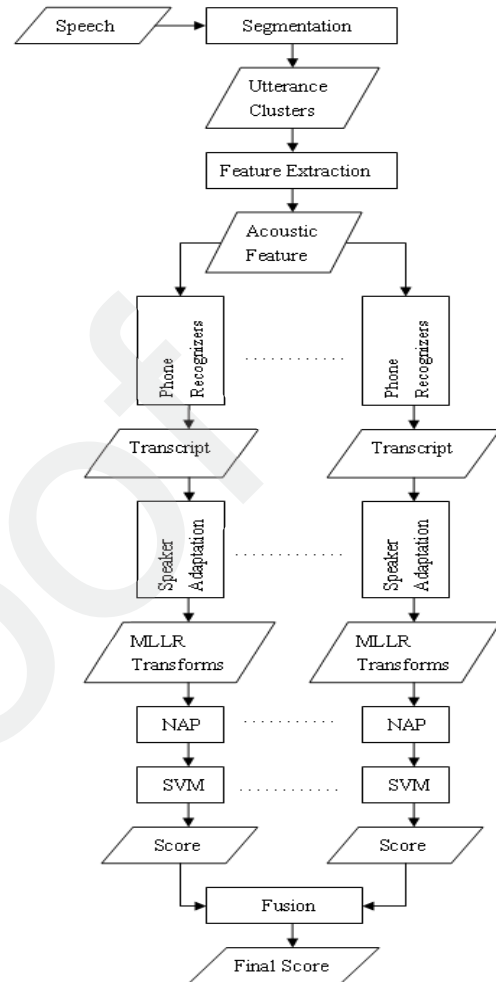 Speech
Segmentation
Utterance
Clusters
Feature Extraction
Acoustic
Feature
Phone
Recognizers
Phone
Recognizers
Transcript
Transcript
Speaker
Adaptation
Speaker
Adaptation
MLLR
Transforms
MLLR
Transforms
NAP
NAP
SVM
SVM
Score
Score
Fusion
Final Score